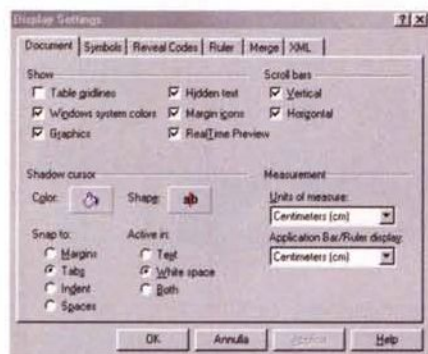 Display Settings
Document Symbols Reveal Codes Ruler Merge XML
Show Scroll bars
Table gridlines Hidden text Vertical
Windows system colors Margin icons Horizontal
Graphics RealTime Preview
Shadow cursor Measurement
Color: Shape: ab Units of measure:
Centimeters (cm)
Snap to: Active in: Application Bar/Ruler display:
Margins Text Centimeters (cm)
Tabs White space
Indent Both
Spaces
OK Annulla Help